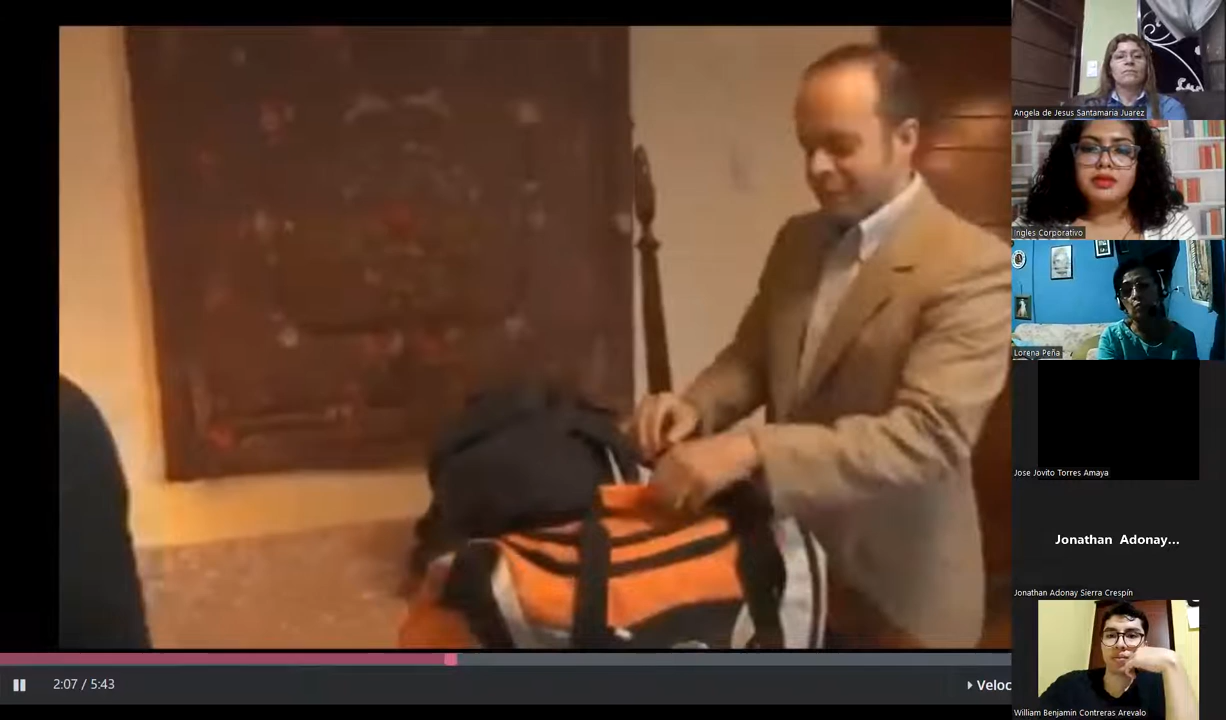 Angela de Jesus Santamaria Juarez
Ingles Corporativo
Lorena Peña
Jose Jovito Torres Amaya
Jonathan Adonay...
Jonathan Adonay Sierra Crespín
William Benjamin Contreras Arevalo
2:07 / 5:43
Veloc